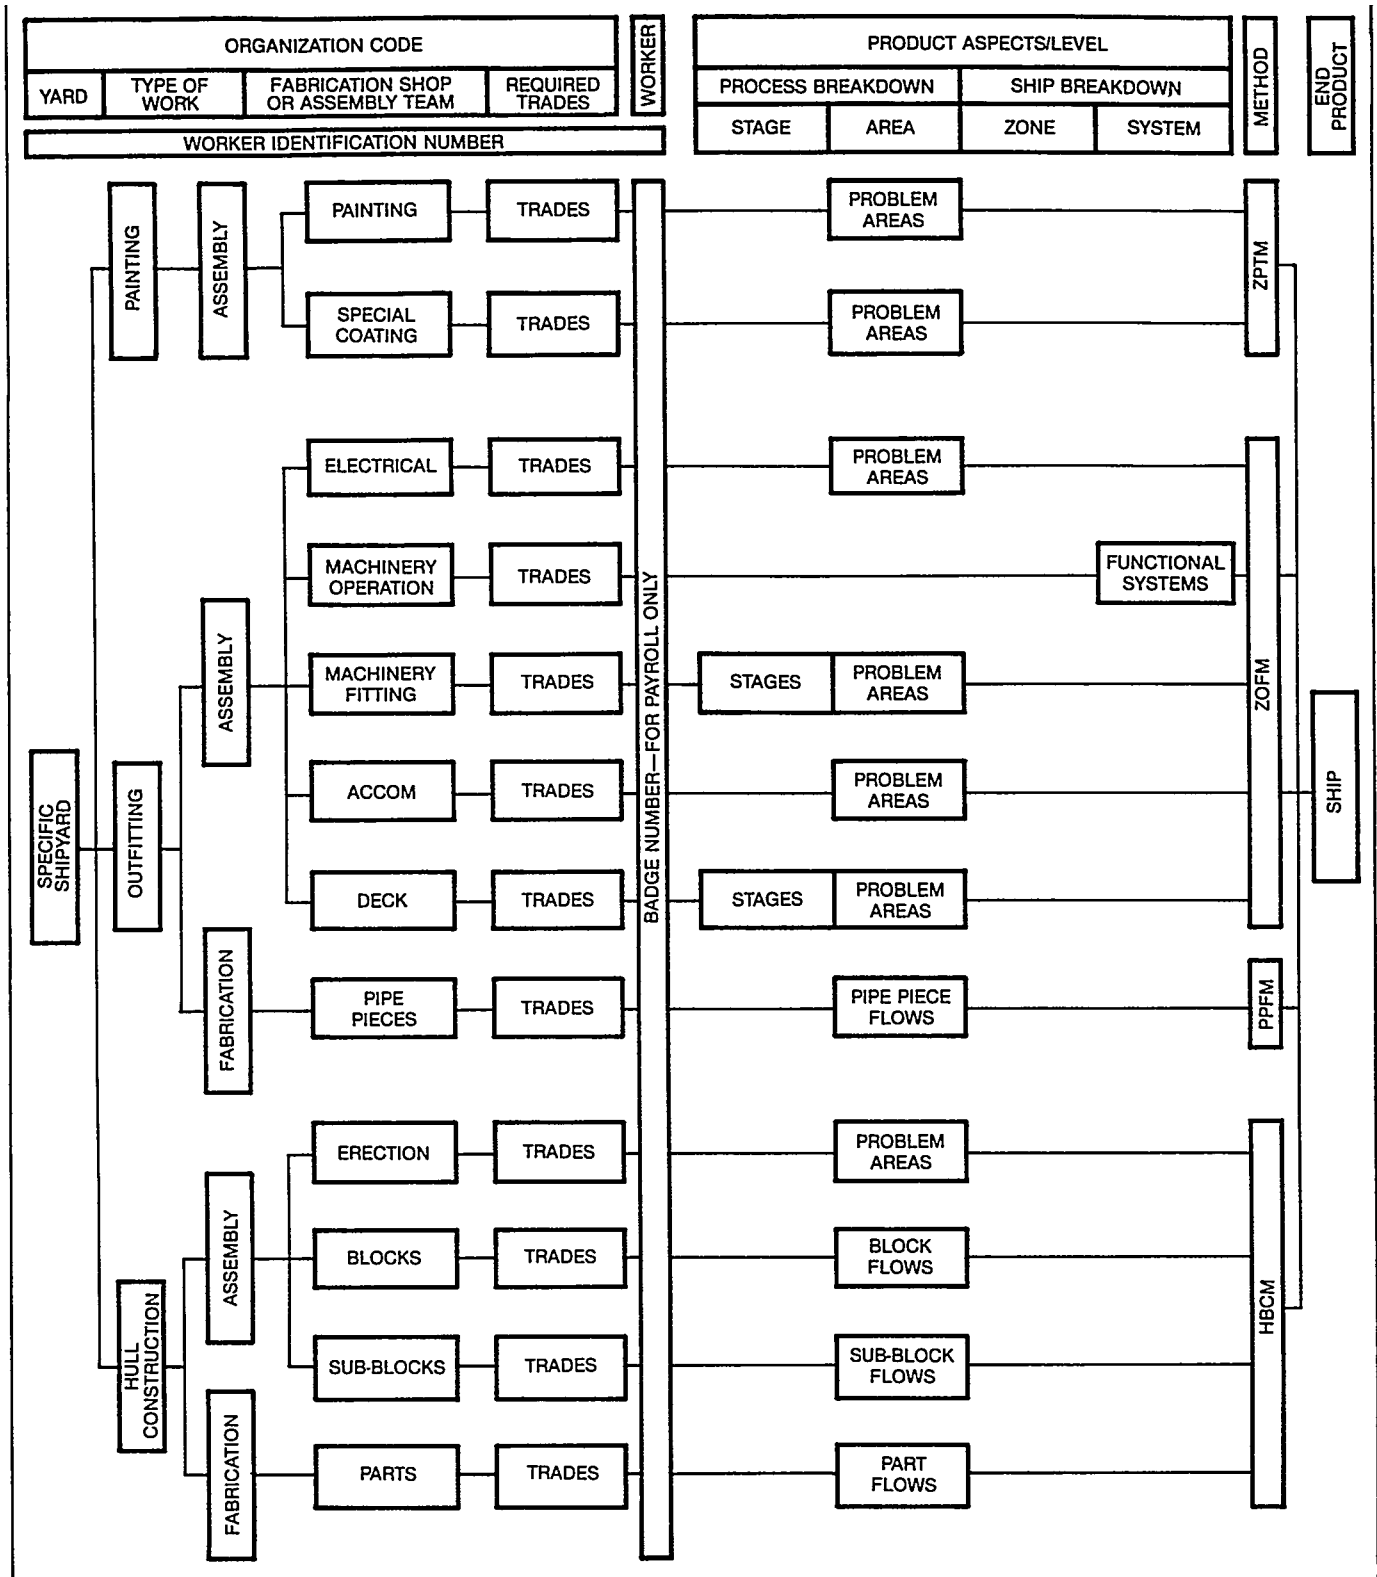 ORGANIZATION CODE
WORKER
PRODUCT ASPECTS/LEVEL
METHOD
END
PRODUCT
YARD
TYPE OF
WORK
FABRICATION SHOP
OR ASSEMBLY TEAM
REQUIRED
TRADES
PROCESS BREAKDOWN
SHIP BREAKDOWN
STAGE
AREA
ZONE
SYSTEM
WORKER IDENTIFICATION NUMBER
SPECIFIC
SHIPYARD
PAINTING
ASSEMBLY
PAINTING
TRADES
PROBLEM
AREAS
ZPTM
SPECIAL
COATING
TRADES
PROBLEM
AREAS
BADGE NUMBER—FOR PAYROLL ONLY
OUTFITTING
ASSEMBLY
ELECTRICAL
TRADES
PROBLEM
AREAS
ZOFM
MACHINERY
OPERATION
TRADES
FUNCTIONAL
SYSTEMS
MACHINERY
FITTING
TRADES
STAGES
PROBLEM
AREAS
ACCOM
TRADES
PROBLEM
AREAS
SHIP
DECK
TRADES
STAGES
PROBLEM
AREAS
FABRICATION
PIPE
PIECES
TRADES
PIPE PIECE
FLOWS
PPFM
HULL
CONSTRUCTION
ASSEMBLY
ERECTION
TRADES
PROBLEM
AREAS
HBCM
BLOCKS
TRADES
BLOCK
FLOWS
SUB-BLOCKS
TRADES
SUB-BLOCK
FLOWS
FABRICATION
PARTS
TRADES
PART
FLOWS